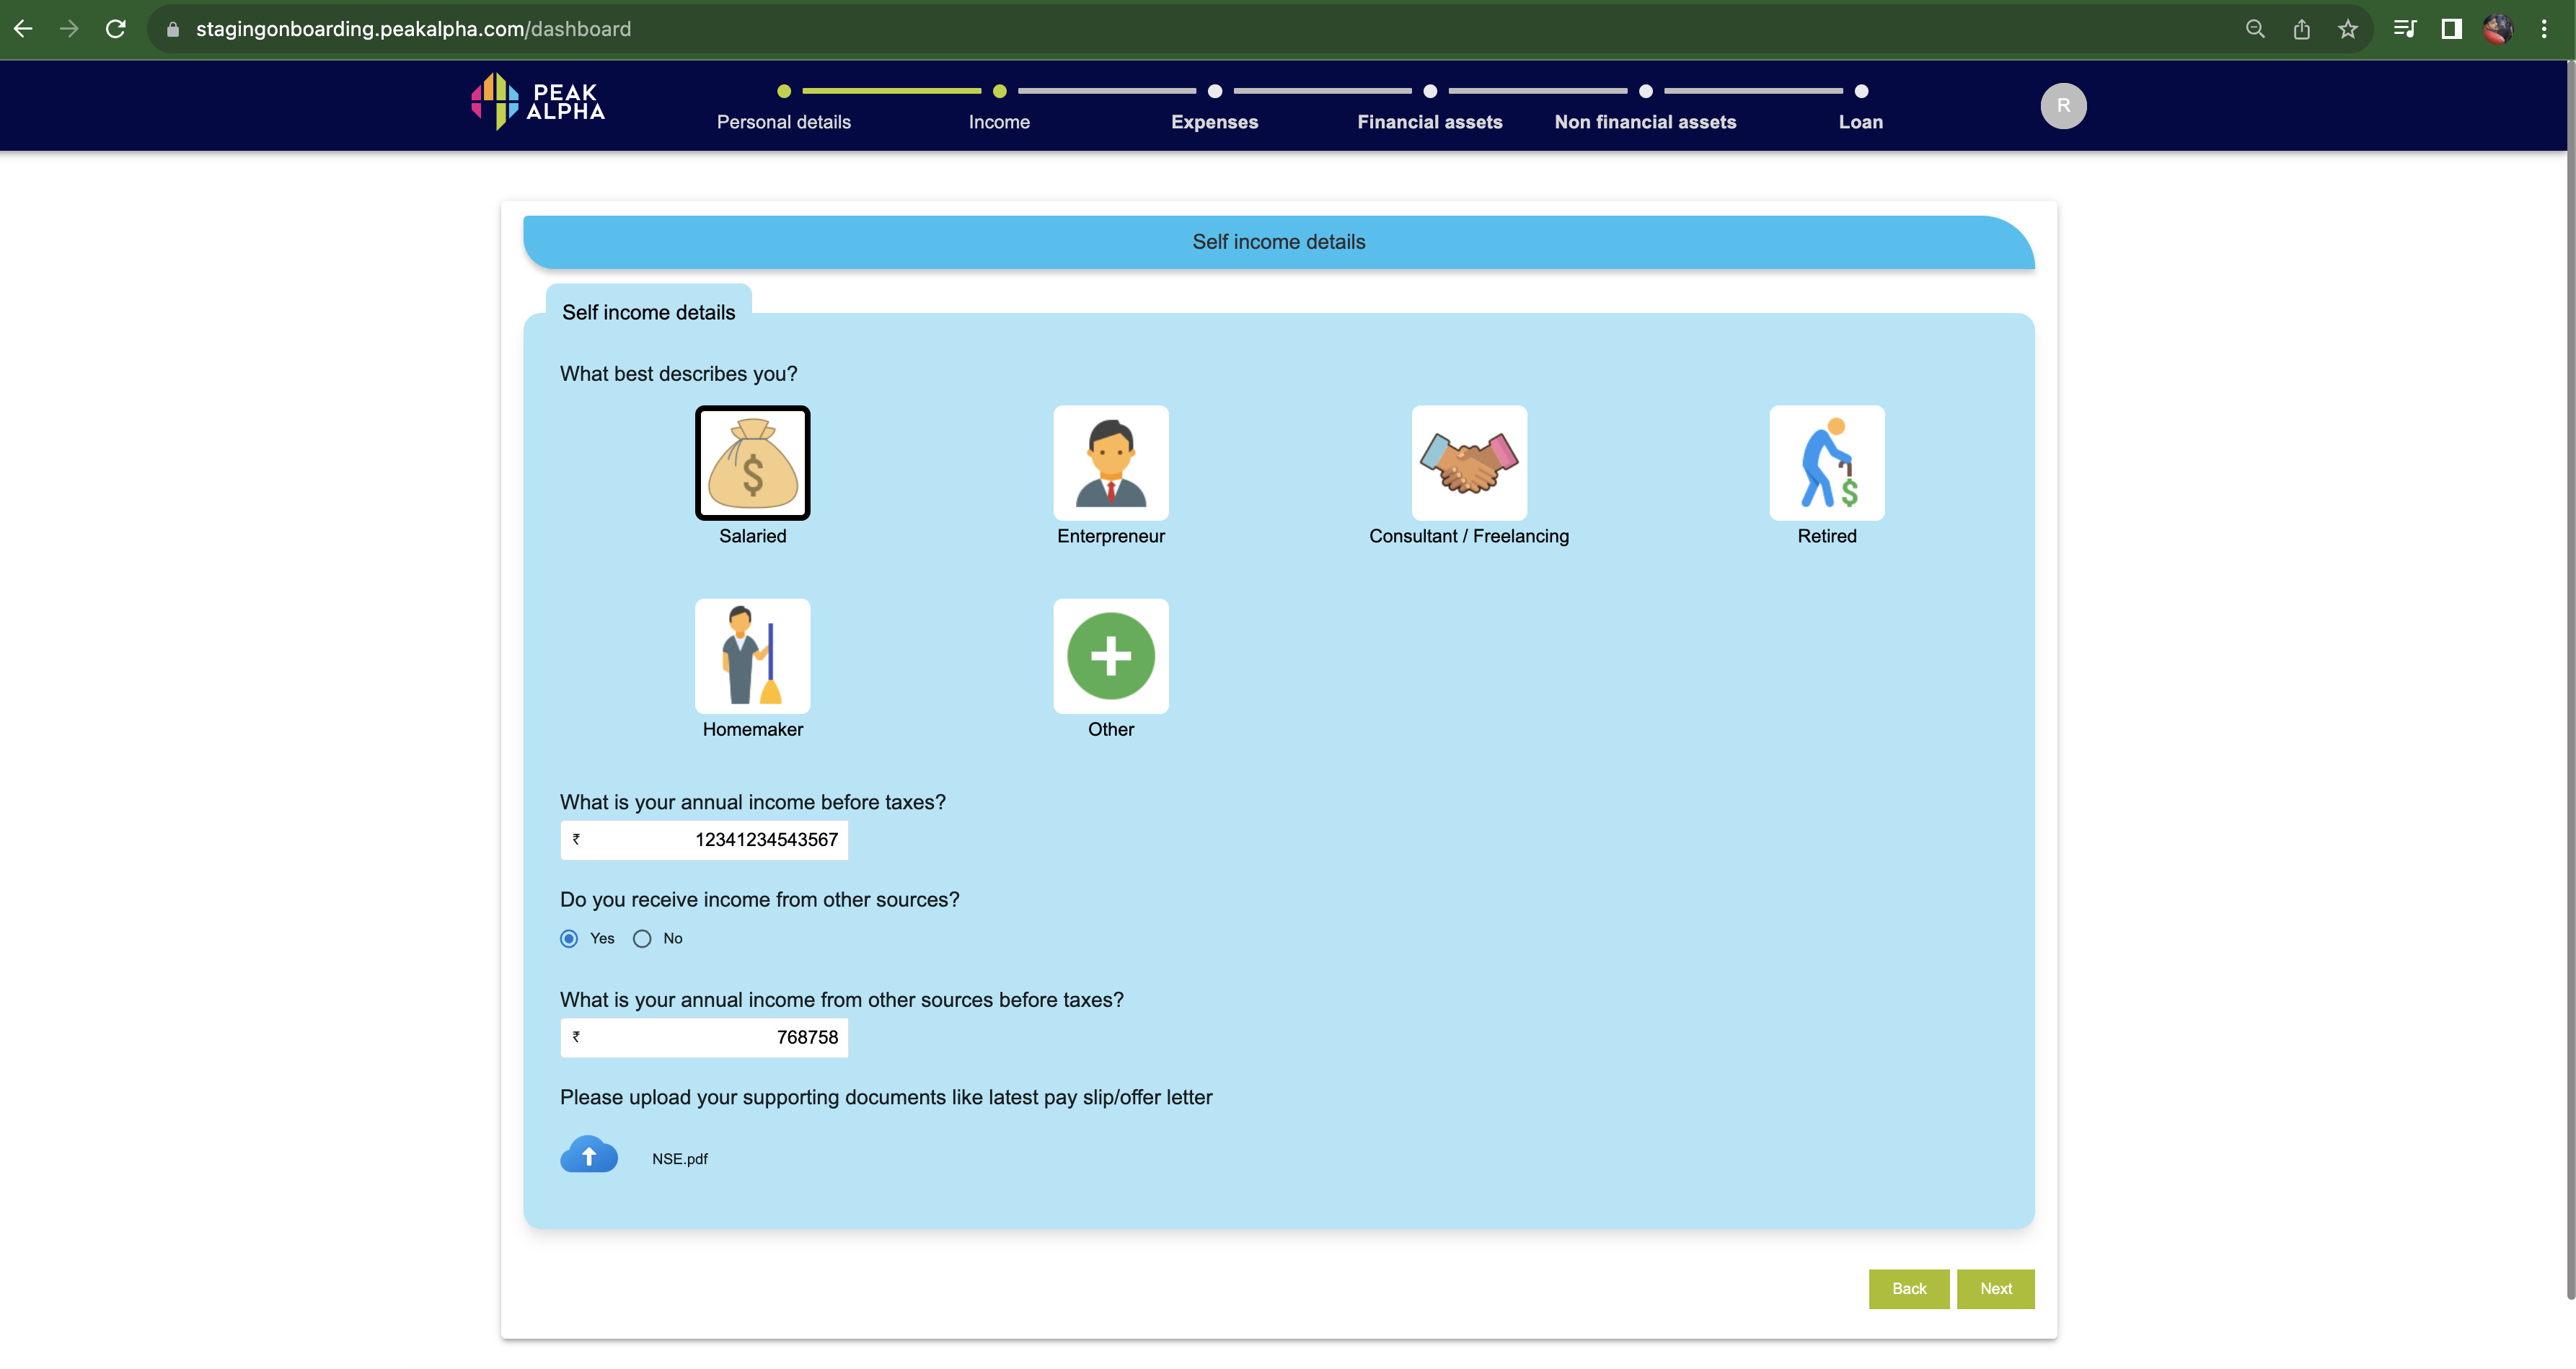 stagingonboarding.peakalpha.com/dashboard
PEAK
ALPHA
Personal details
Income
Expenses
Financial assets
Non financial assets
Loan
R
Self income details
Self income details
What best describes you?
$
$
Salaried
Enterpreneur
Consultant / Freelancing
Retired
Homemaker
Other
What is your annual income before taxes?
₹ 12341234543567
Do you receive income from other sources?
Yes No
What is your annual income from other sources before taxes?
₹ 768758
Please upload your supporting documents like latest pay slip/offer letter
NSE.pdf
Back Next